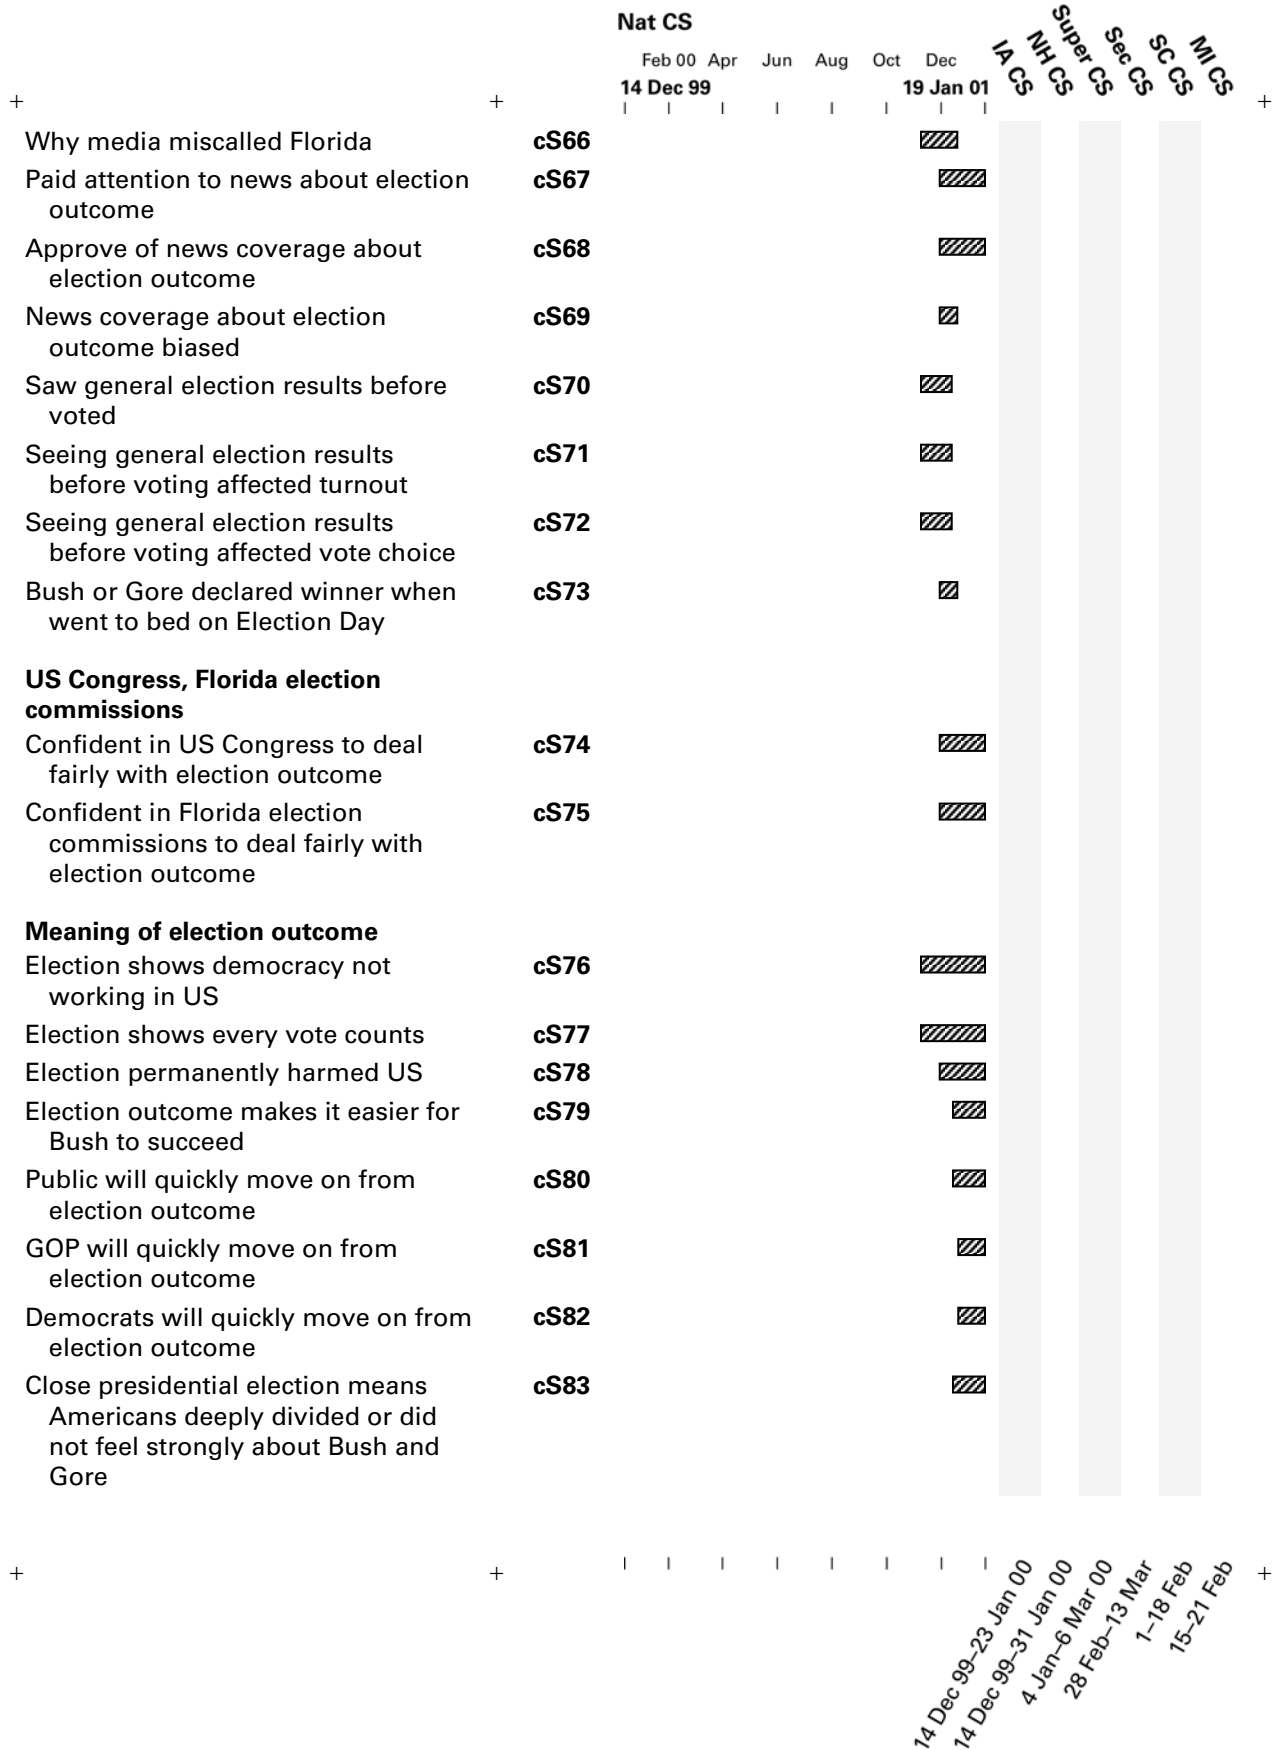 Nat CS
Feb 00 Apr Jun Aug Oct Dec
14 Dec 99 19 Jan 01
IA CS
NH CS
Super CS
Sec CS
SC CS
MI CS
Why media miscalled Florida cS66
Paid attention to news about election cS67
outcome
Approve of news coverage about cS68
election outcome
News coverage about election cS69
outcome biased
Saw general election results before cS70
voted
Seeing general election results cS71
before voting affected turnout
Seeing general election results cS72
before voting affected vote choice
Bush or Gore declared winner when cS73
went to bed on Election Day
US Congress, Florida election
commissions
Confident in US Congress to deal cS74
fairly with election outcome
Confident in Florida election cS75
commissions to deal fairly with
election outcome
Meaning of election outcome
Election shows democracy not cS76
working in US
Election shows every vote counts cS77
Election permanently harmed US cS78
Election outcome makes it easier for cS79
Bush to succeed
Public will quickly move on from cS80
election outcome
GOP will quickly move on from cS81
election outcome
Democrats will quickly move on from cS82
election outcome
Close presidential election means cS83
Americans deeply divided or did
not feel strongly about Bush and
Gore
14 Dec 99–23 Jan 00
14 Dec 99–31 Jan 00
4 Jan–6 Mar 00
28 Feb–13 Mar
1–18 Feb
15–21 Feb